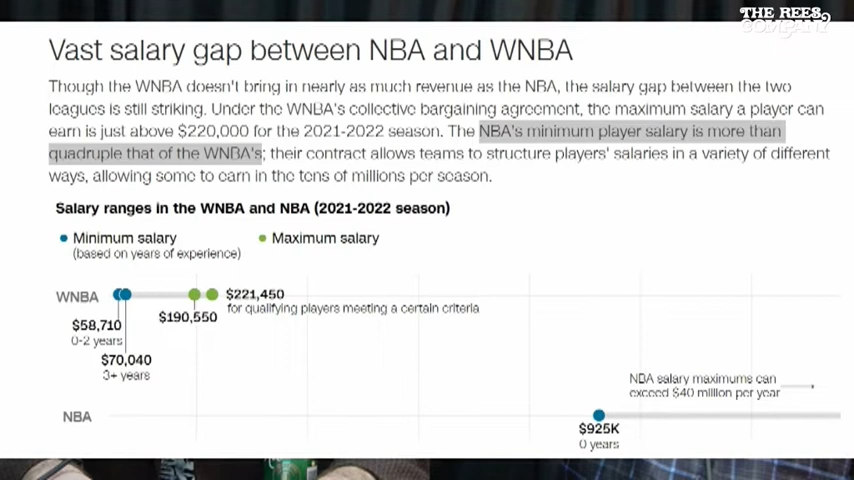 THE REES
COMPANY?
Vast salary gap between NBA and WNBA
Though the WNBA doesn't bring in nearly as much revenue as the NBA, the salary gap between the two
leagues is still striking. Under the WNBA's collective bargaining agreement, the maximum salary a player can
earn is just above $220,000 for the 2021-2022 season. The NBA's minimum player salary is more than
quadruple that of the WNBA's; their contract allows teams to structure players' salaries in a variety of different
ways, allowing some to earn in the tens of millions per season.
Salary ranges in the WNBA and NBA (2021-2022 season)
Minimum salary
(based on years of experience)
Maximum salary
WNBA
$221,450
for qualifying players meeting a certain criteria
$190,550
$58,710
0-2 years
$70,040
3+ years
NBA salary maximums can
exceed $40 million per year
NBA
$925K
0 years